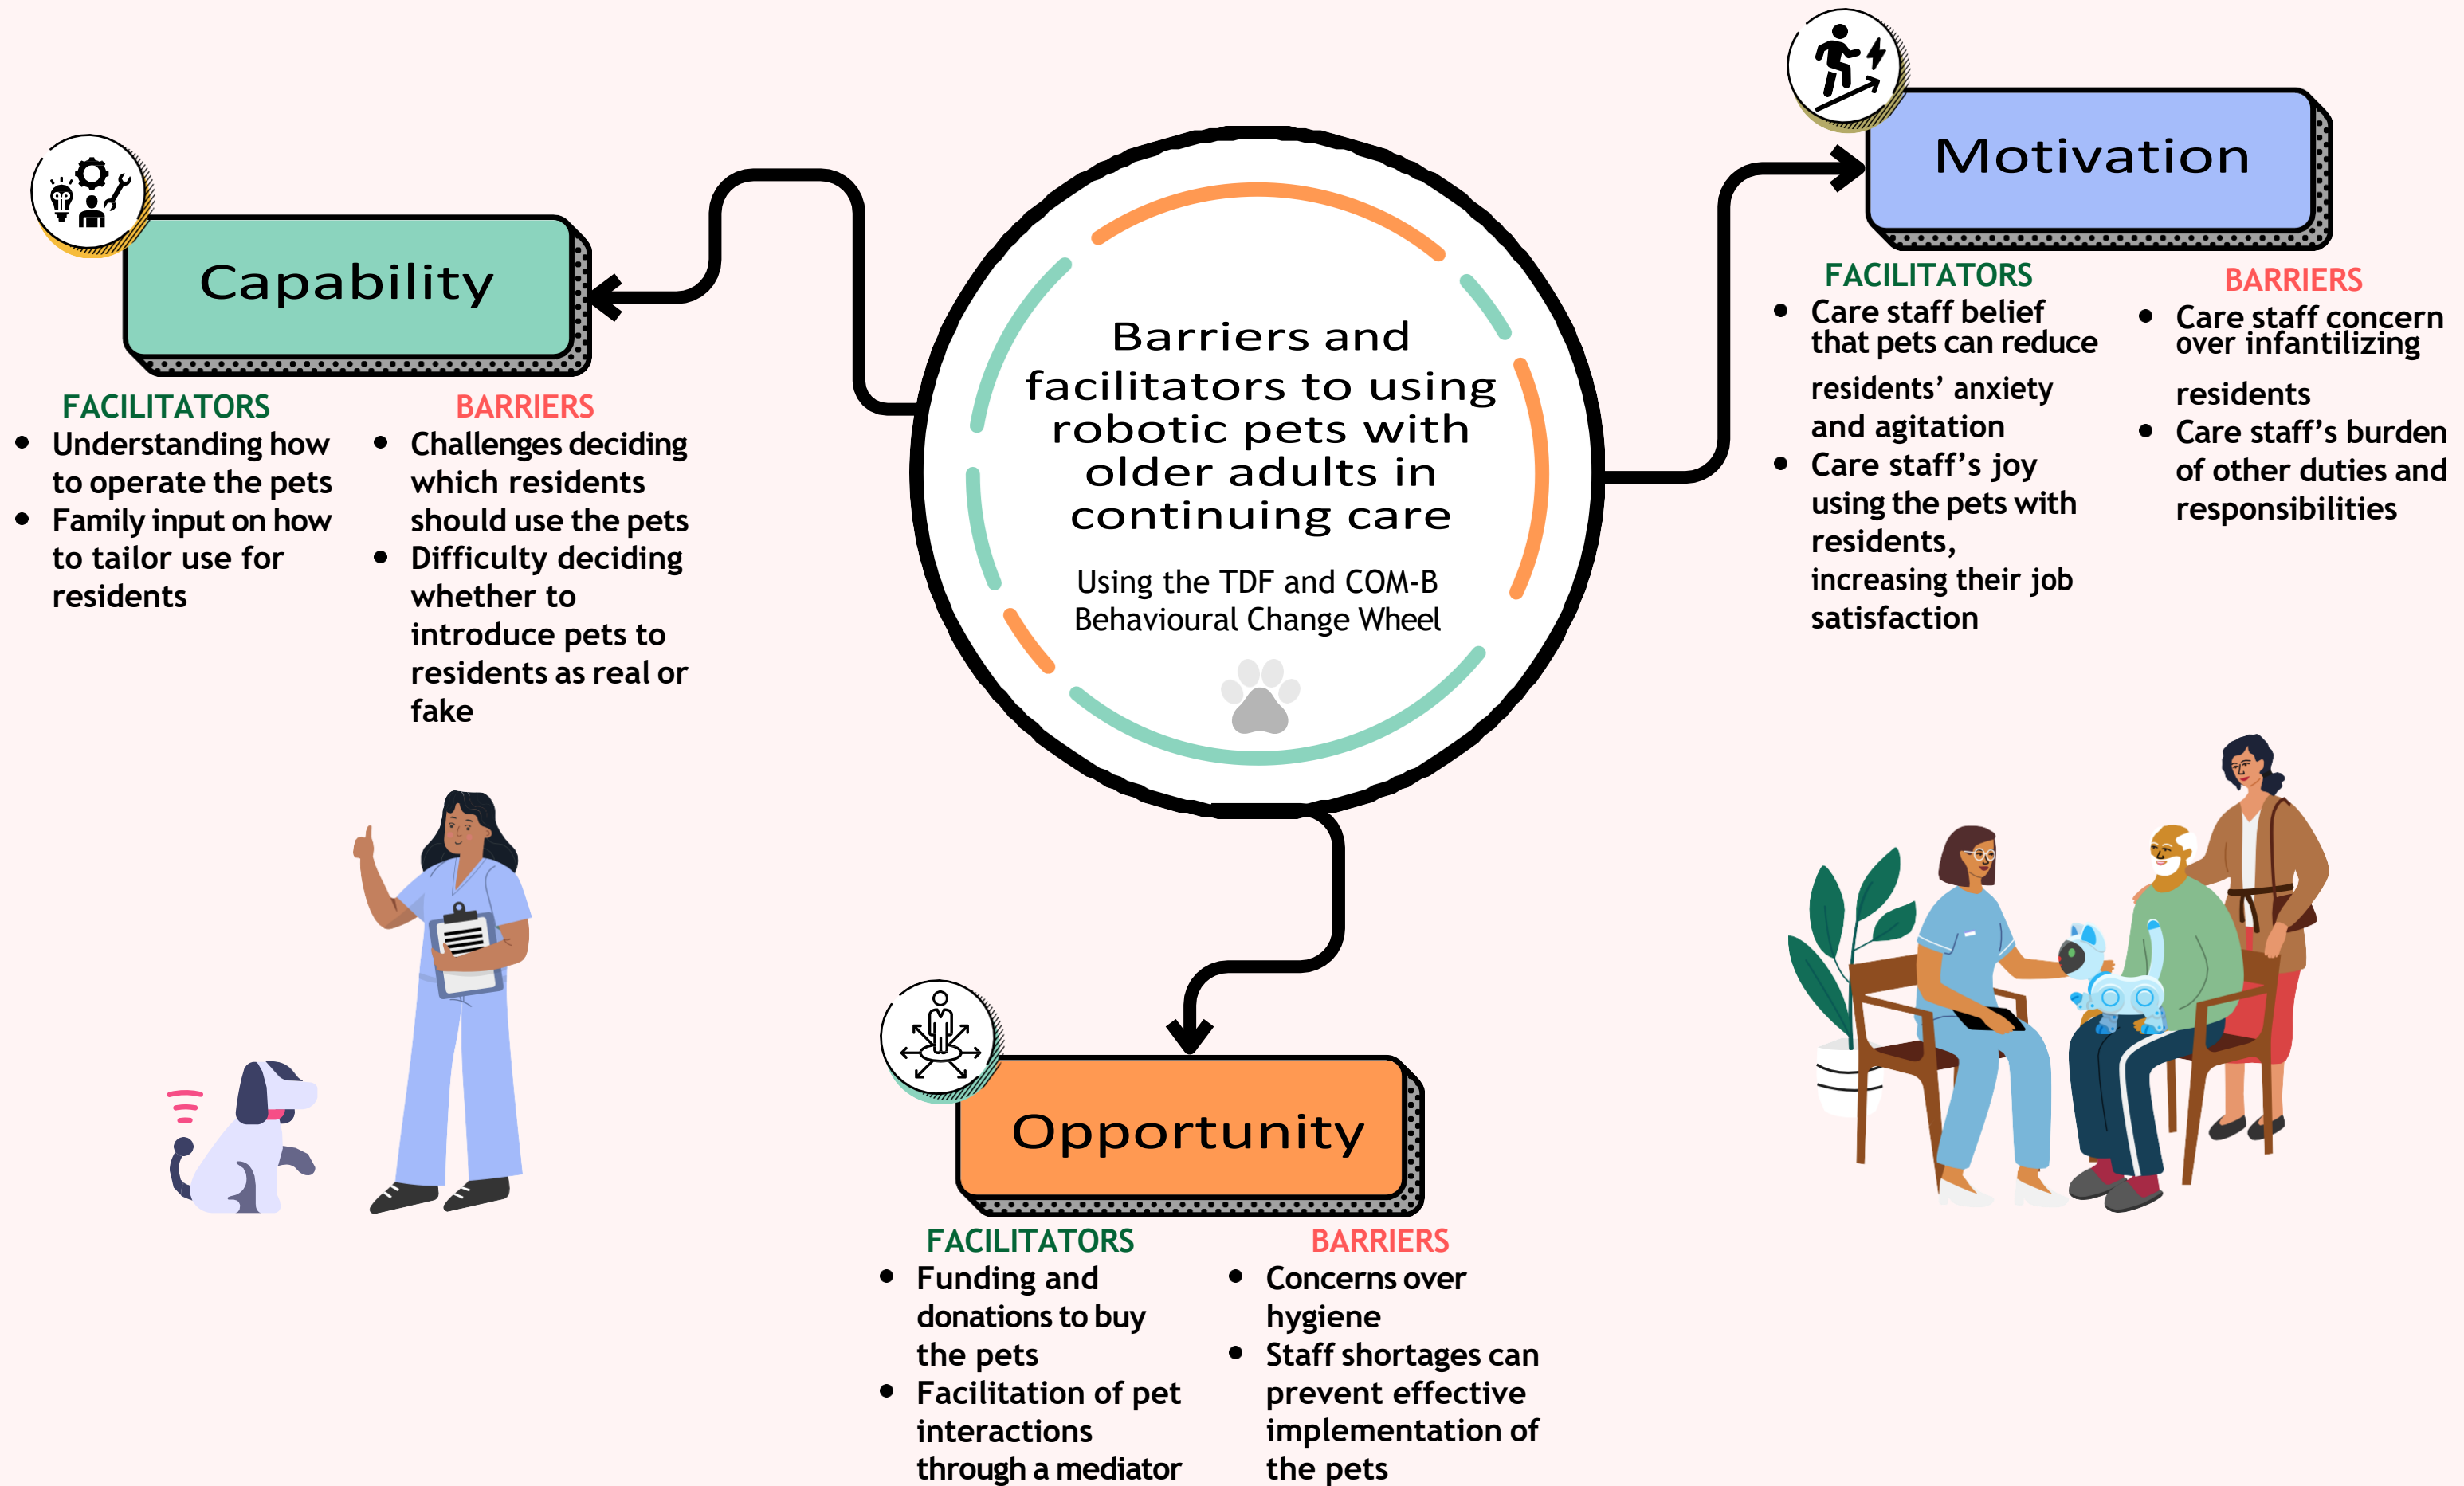 Barriers and
facilitators to using
robotic pets with
older adults in
continuing care
Using the TDF and COM-B
Behavioural Change Wheel
Capability
FACILITATORS
• Understanding how
to operate the pets
• Family input on how
to tailor use for
residents
BARRIERS
• Challenges deciding
which residents
should use the pets
• Difficulty deciding
whether to
introduce pets to
residents as real or
fake
Motivation
FACILITATORS
• Care staff belief
that pets can reduce
residents’ anxiety
and agitation
• Care staff’s joy
using the pets with
residents,
increasing their job
satisfaction
BARRIERS
• Care staff concern
over infantilizing
residents
• Care staff’s burden
of other duties and
responsibilities
Opportunity
FACILITATORS
• Funding and
donations to buy
the pets
• Facilitation of pet
interactions
through a mediator
BARRIERS
• Concerns over
hygiene
• Staff shortages can
prevent effective
implementation of
the pets